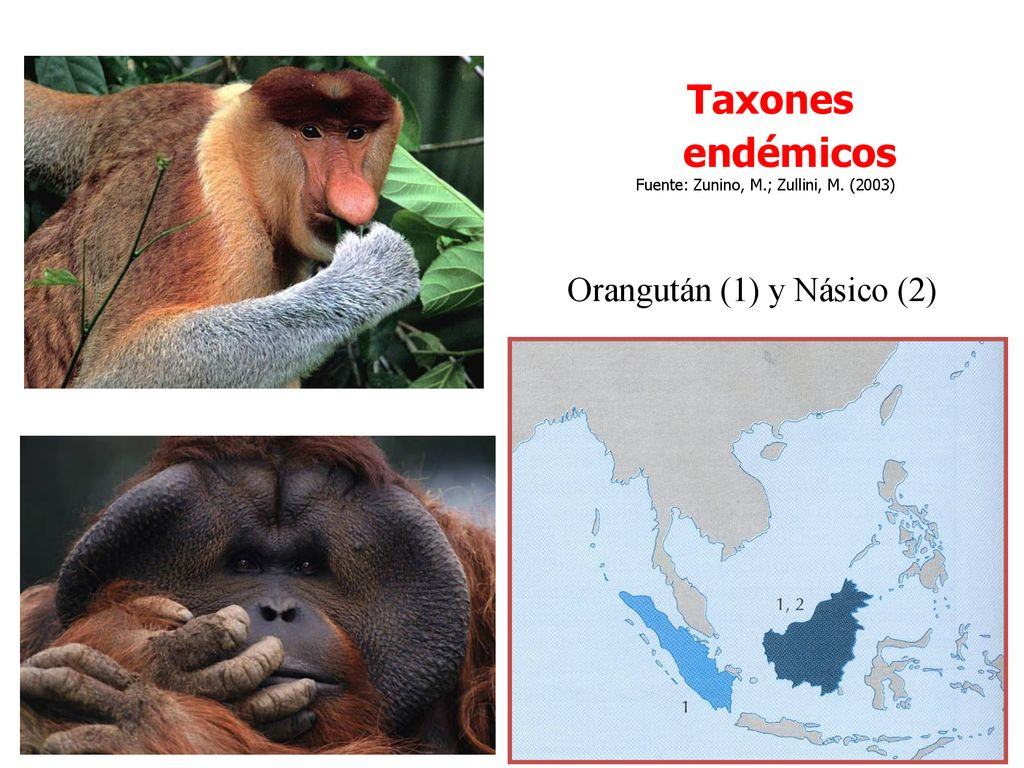 Taxones
endémicos
Fuente: Zunino, M.; Zullini, M. (2003)
Orangután (1) y Násico (2)
1, 2
1